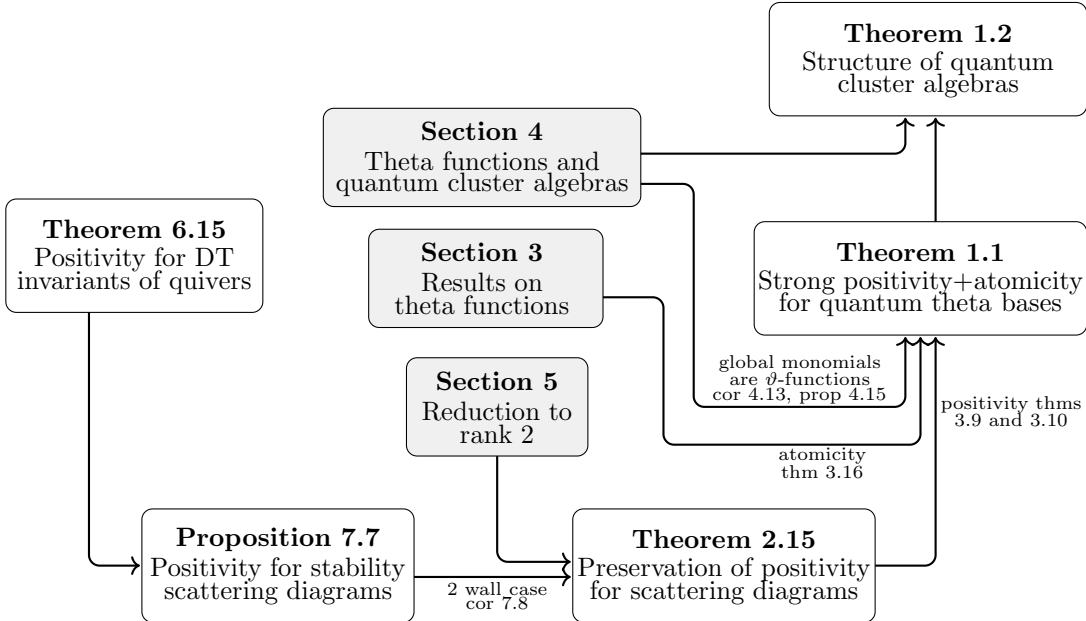 Theorem 1.2
Structure of quantum
cluster algebras
Section 4
Theta functions and
quantum cluster algebras
Theorem 6.15
Positivity for DT
invariants of quivers
Section 3
Results on
theta functions
Theorem 1.1
Strong positivity+atomicity
for quantum theta bases
global monomials
are ϑ-functions
cor 4.13, prop 4.15
Section 5
Reduction to
rank 2
positivity thms
3.9 and 3.10
atomicity
thm 3.16
Proposition 7.7
Positivity for stability
scattering diagrams
2 wall case
cor 7.8
Theorem 2.15
Preservation of positivity
for scattering diagrams